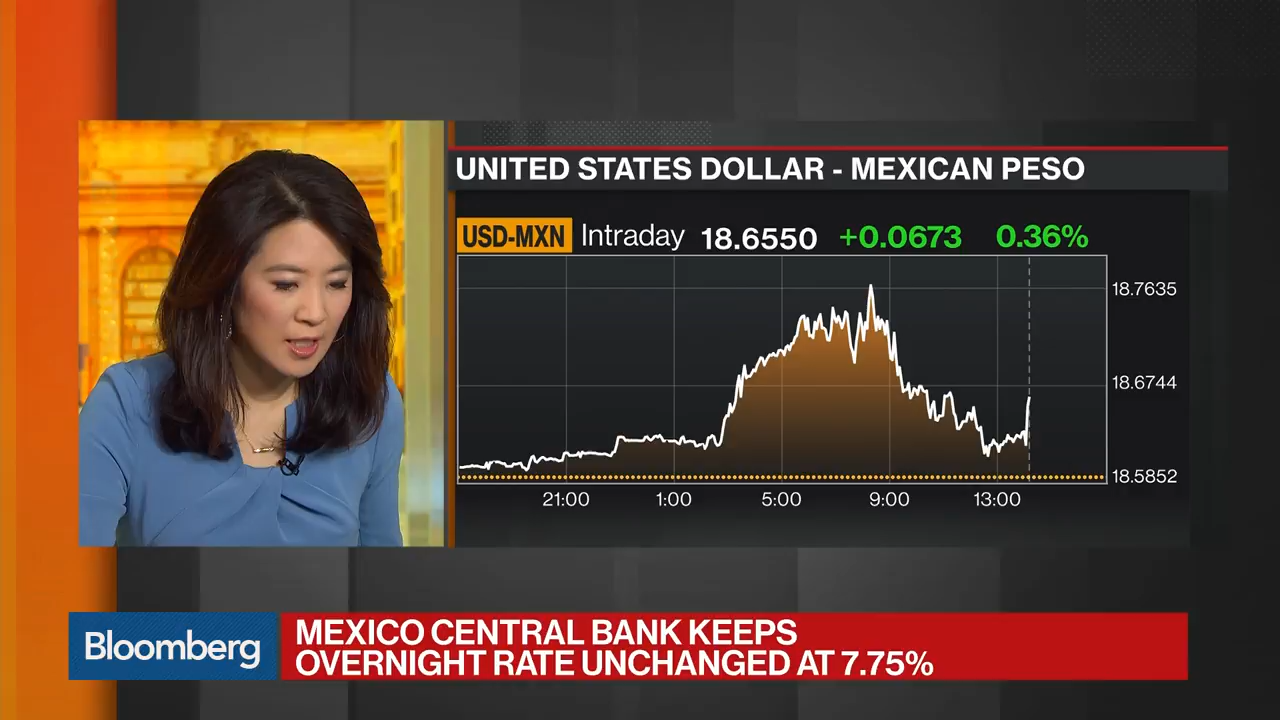 UNITED STATES DOLLAR - MEXICAN PESO
USD-MXN Intraday 18.6550 +0.0673 0.36%
18.7635
18.6744
18.5852
21:00 1:00 5:00 9:00 13:00
Bloomberg
MEXICO CENTRAL BANK KEEPS
OVERNIGHT RATE UNCHANGED AT 7.75%